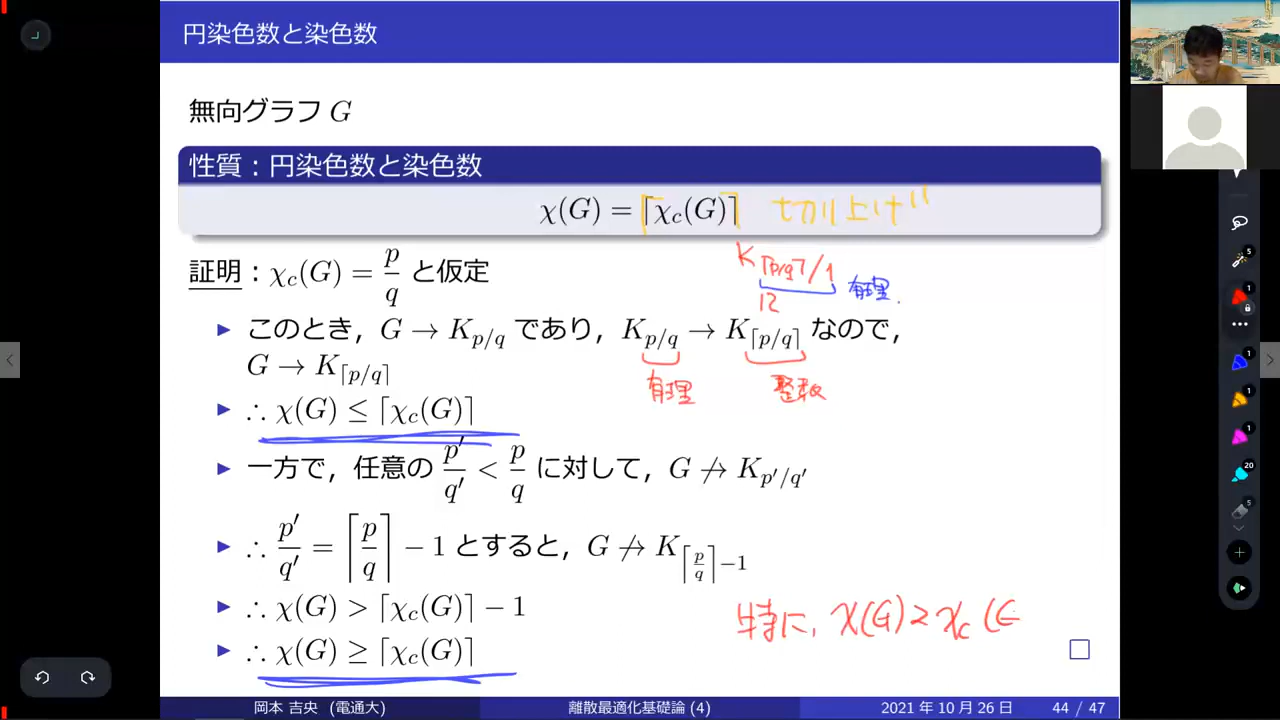 円染色数と染色数
無向グラフ G
性質：円染色数と染色数
χ(G) = ⌈χ_c(G)⌉ 切り上げ
証明：χ_c(G) = p/q と仮定
K_{⌈p/q⌉/1}
有理
▶ このとき，G → K_{p/q} であり，K_{p/q} → K_{⌈p/q⌉} なので，
G → K_{⌈p/q⌉}
有理 整数
▶ ∴ χ(G) ≤ ⌈χ_c(G)⌉
▶ 一方で，任意の p′/q′ < p/q に対して，G ↛ K_{p′/q′}
▶ ∴ p′/q′ = ⌈p/q⌉ − 1 とすると，G ↛ K_{⌈p/q⌉−1}
▶ ∴ χ(G) > ⌈χ_c(G)⌉ − 1
特に，χ(G) ≥ χ_c(G
▶ ∴ χ(G) ≥ ⌈χ_c(G)⌉
□
岡本 吉央 (電通大) 離散最適化基礎論 (4) 2021 年 10 月 26 日 44 / 47